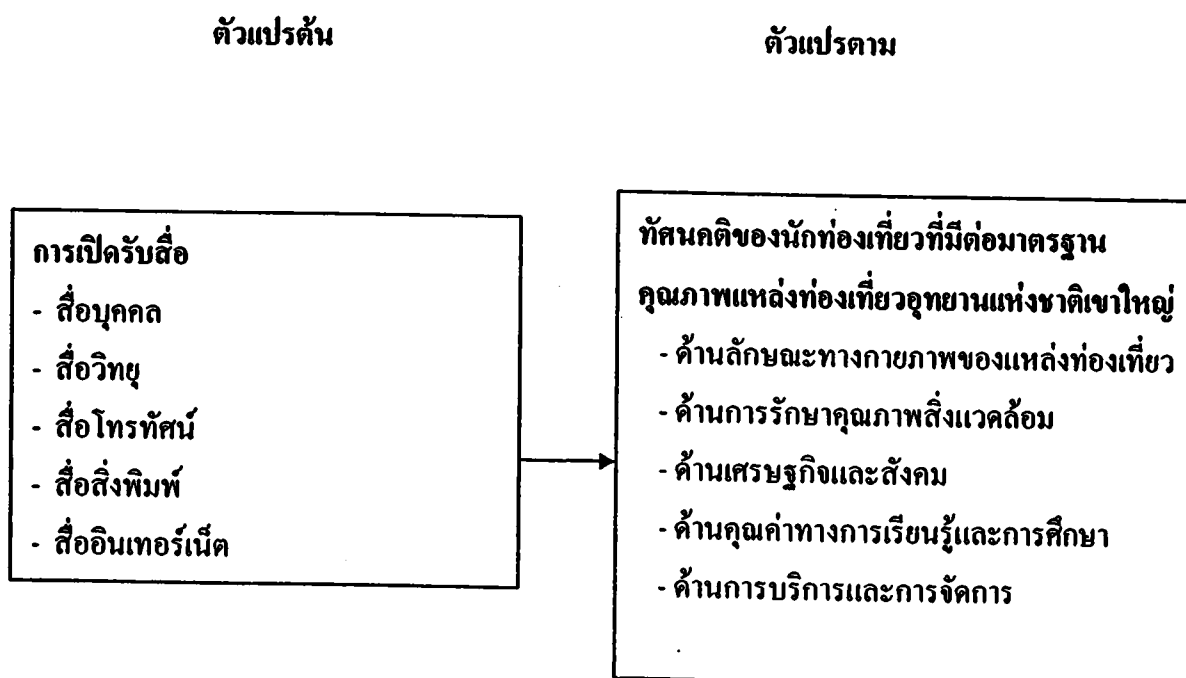 ตัวแปรต้น
ตัวแปรตาม
การเปิดรับสื่อ
- สื่อบุคคล
- สื่อวิทยุ
- สื่อโทรทัศน์
- สื่อสิ่งพิมพ์
- สื่ออินเทอร์เน็ต
ทัศนคติของนักท่องเที่ยวที่มีต่อมาตรฐาน
คุณภาพแหล่งท่องเที่ยวอุทยานแห่งชาติเขาใหญ่
- ด้านลักษณะทางกายภาพของแหล่งท่องเที่ยว
- ด้านการรักษาคุณภาพสิ่งแวดล้อม
- ด้านเศรษฐกิจและสังคม
- ด้านคุณค่าทางการเรียนรู้และการศึกษา
- ด้านการบริการและการจัดการ